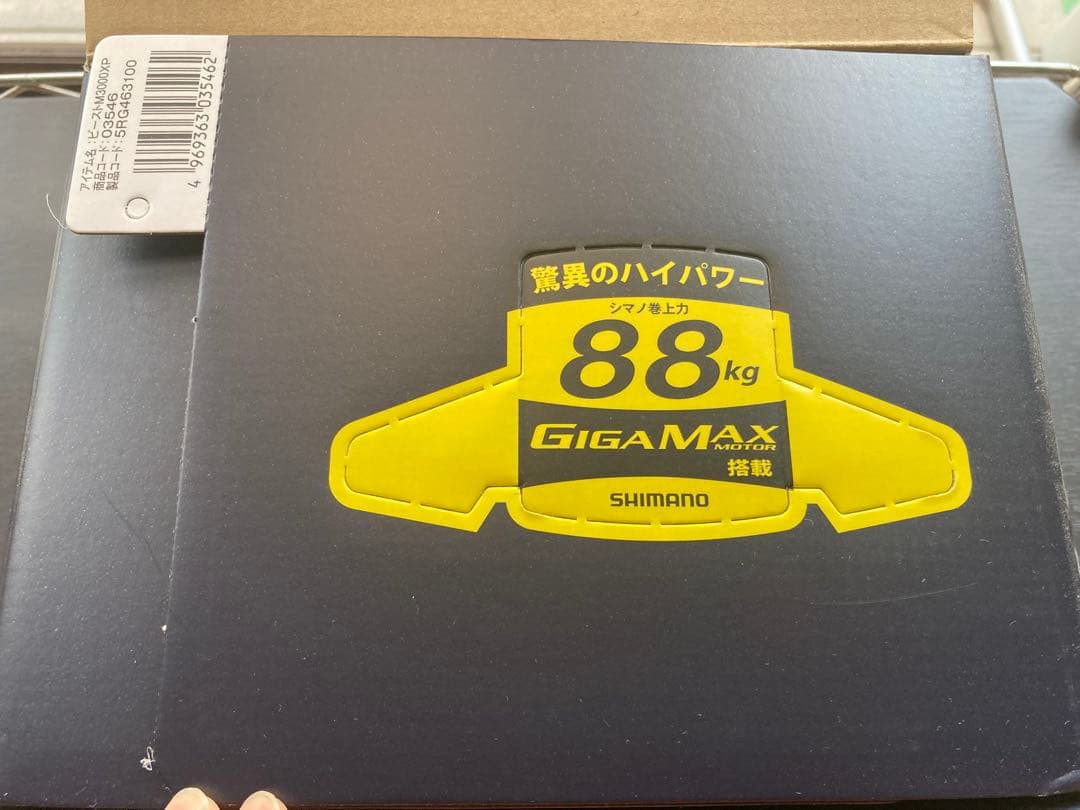 アイテム名:ビーストM3000XP
商品コード:03546
製品コード:5RG463100
4 969363 035462
驚異のハイパワー
シマノ巻上力
88kg
GIGAMAX
MOTOR
搭載
SHIMANO